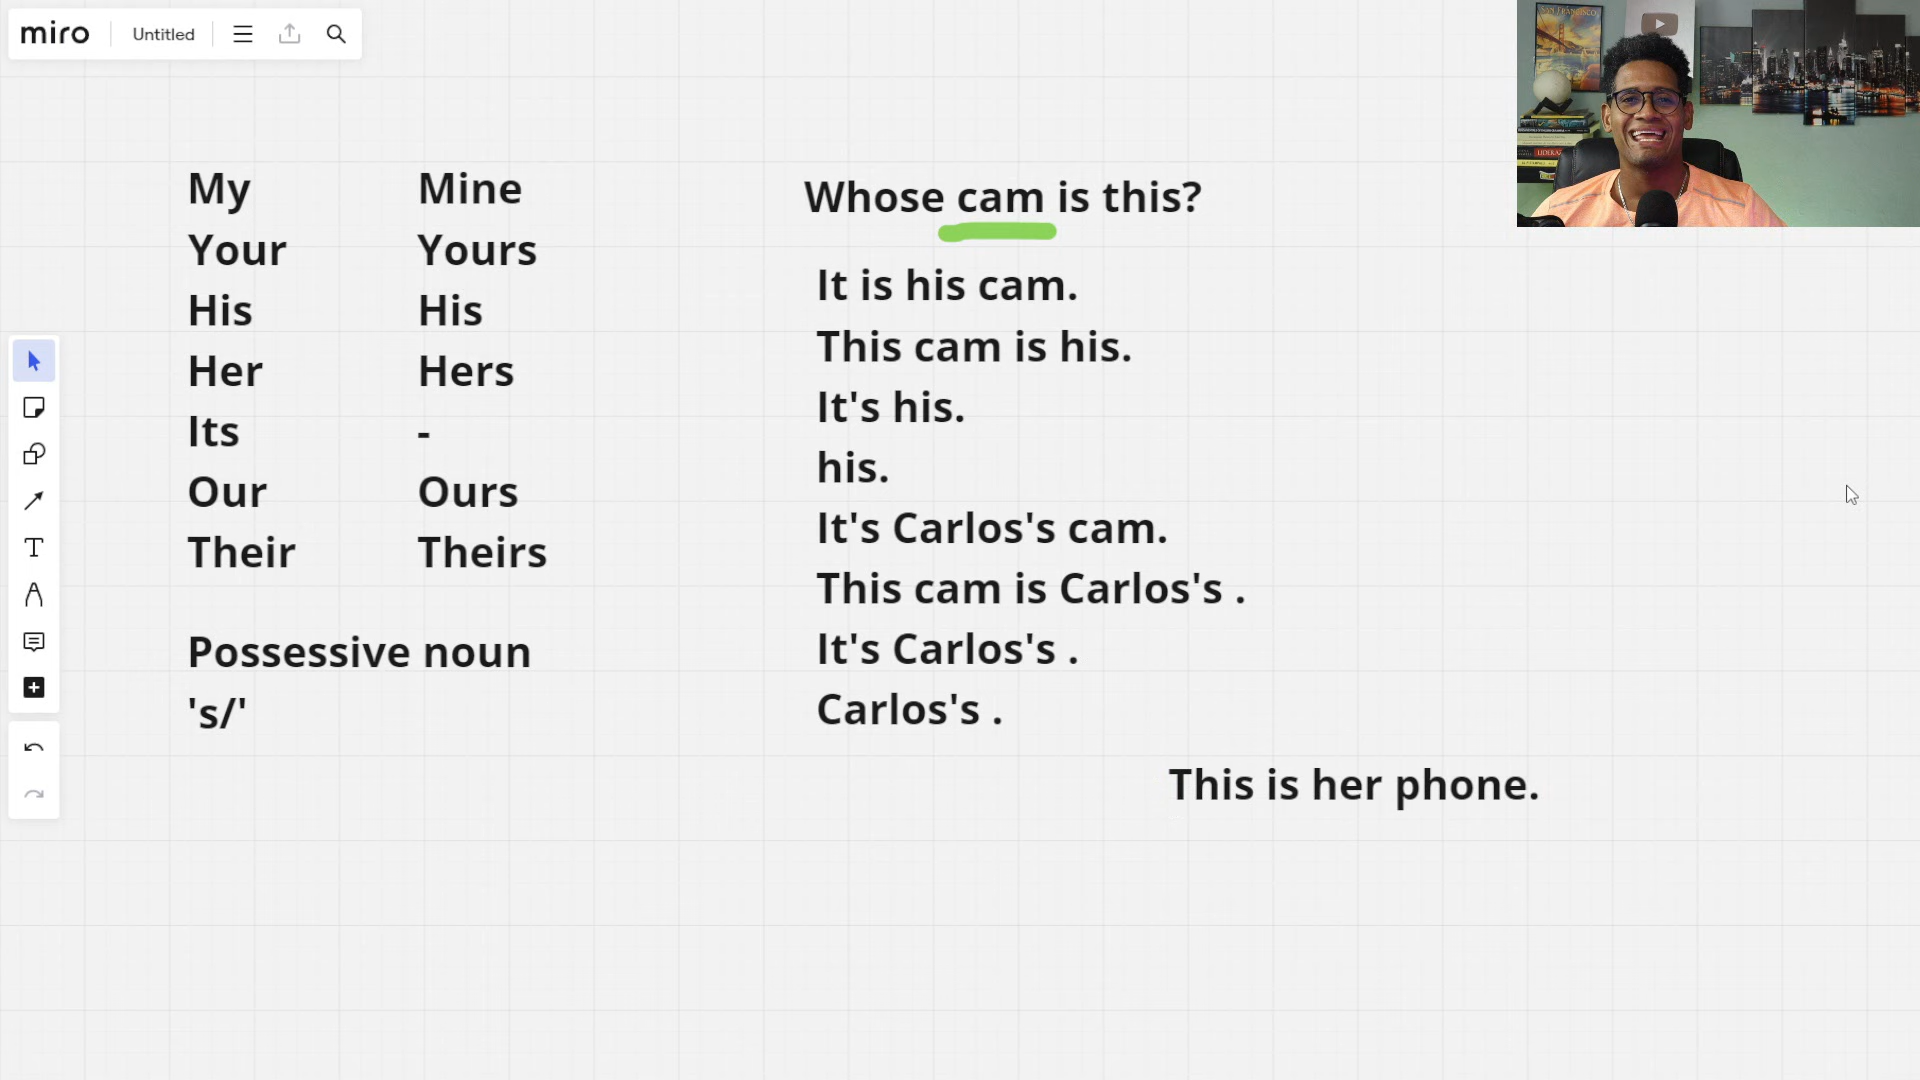 miro
Untitled
SAN FRANCISCO
My
Mine
Your
Yours
His
His
Her
Hers
Its
-
Our
Ours
Their
Theirs
Possessive noun
's/'
Whose cam is this?
It is his cam.
This cam is his.
It's his.
his.
It's Carlos's cam.
This cam is Carlos's .
It's Carlos's .
Carlos's .
This is her phone.